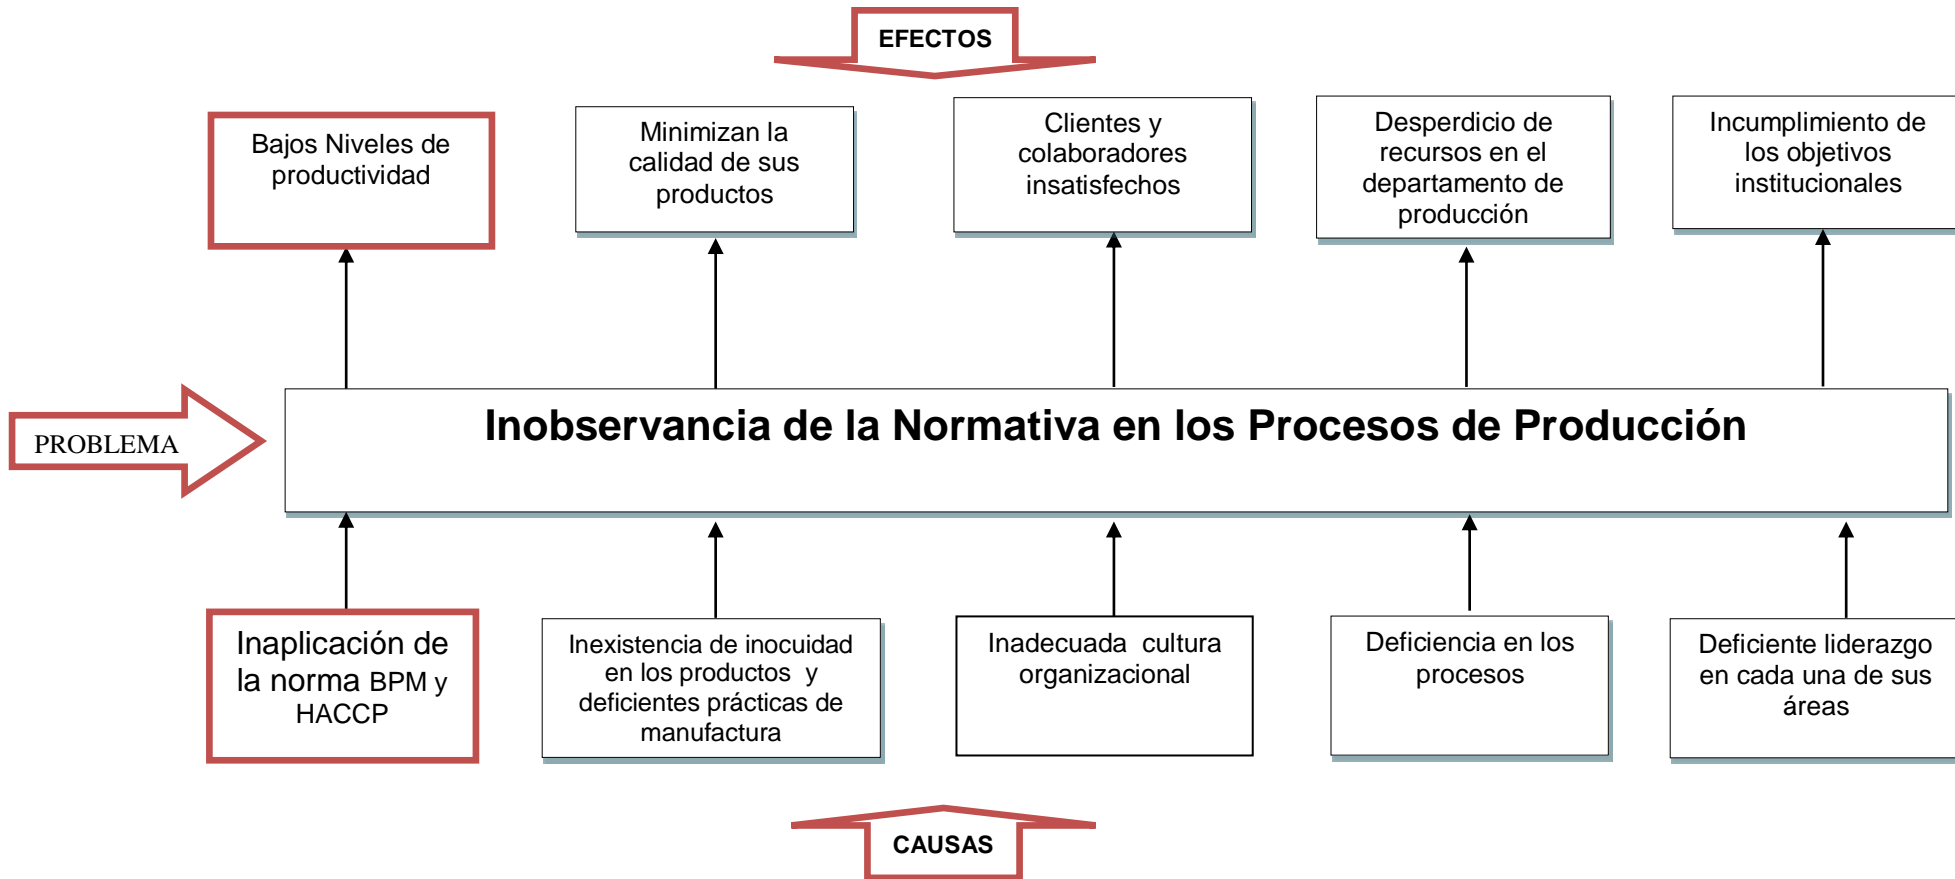 EFECTOS
Bajos Niveles de
productividad
Minimizan la
calidad de sus
productos
Clientes y
colaboradores
insatisfechos
Desperdicio de
recursos en el
departamento de
producción
Incumplimiento de
los objetivos
institucionales
PROBLEMA
Inobservancia de la Normativa en los Procesos de Producción
Inaplicación de
la norma BPM y
HACCP
Inexistencia de inocuidad
en los productos y
deficientes prácticas de
manufactura
Inadecuada cultura
organizacional
Deficiencia en los
procesos
Deficiente liderazgo
en cada una de sus
áreas
CAUSAS